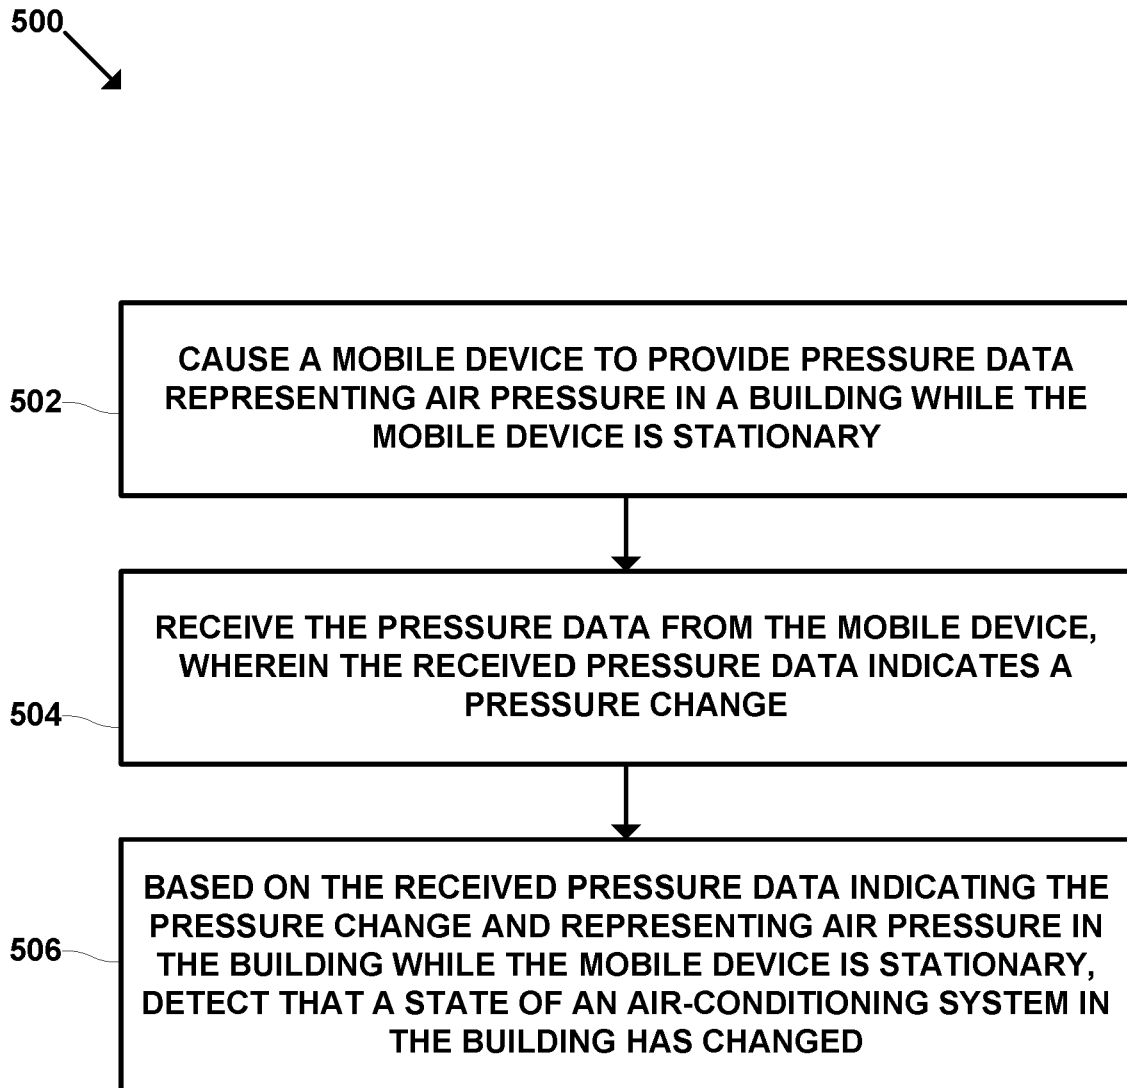 500
CAUSE A MOBILE DEVICE TO PROVIDE PRESSURE DATA
REPRESENTING AIR PRESSURE IN A BUILDING WHILE THE
MOBILE DEVICE IS STATIONARY
502
RECEIVE THE PRESSURE DATA FROM THE MOBILE DEVICE,
WHEREIN THE RECEIVED PRESSURE DATA INDICATES A
PRESSURE CHANGE
504
BASED ON THE RECEIVED PRESSURE DATA INDICATING THE
PRESSURE CHANGE AND REPRESENTING AIR PRESSURE IN
THE BUILDING WHILE THE MOBILE DEVICE IS STATIONARY,
DETECT THAT A STATE OF AN AIR-CONDITIONING SYSTEM IN
THE BUILDING HAS CHANGED
506